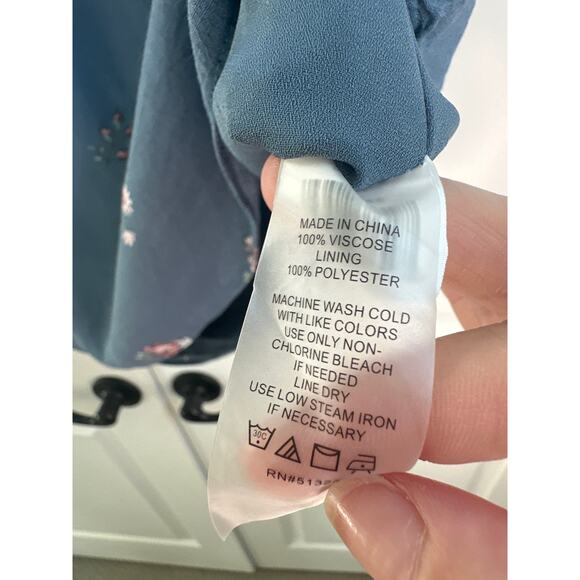 MADE IN CHINA
100% VISCOSE
LINING
100% POLYESTER
MACHINE WASH COLD
WITH LIKE COLORS
USE ONLY NON-
CHLORINE BLEACH
IF NEEDED
LINE DRY
USE LOW STEAM IRON
IF NECESSARY
30C